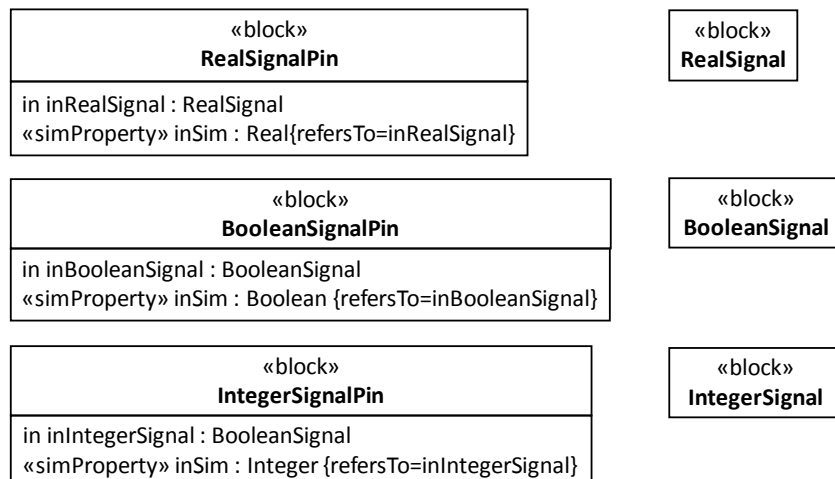 «block»
RealSignalPin
in inRealSignal : RealSignal
«simProperty» inSim : Real{refersTo=inRealSignal}
«block»
RealSignal
«block»
BooleanSignalPin
in inBooleanSignal : BooleanSignal
«simProperty» inSim : Boolean {refersTo=inBooleanSignal}
«block»
BooleanSignal
«block»
IntegerSignalPin
in inIntegerSignal : BooleanSignal
«simProperty» inSim : Integer {refersTo=inIntegerSignal}
«block»
IntegerSignal